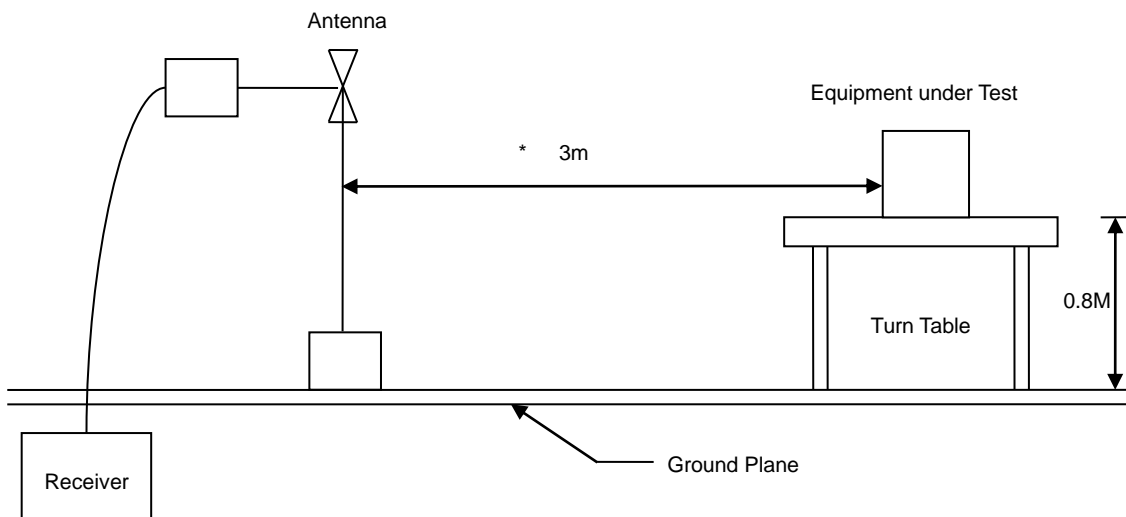 Antenna
Equipment under Test
* 3m
0.8M
Turn Table
Ground Plane
Receiver